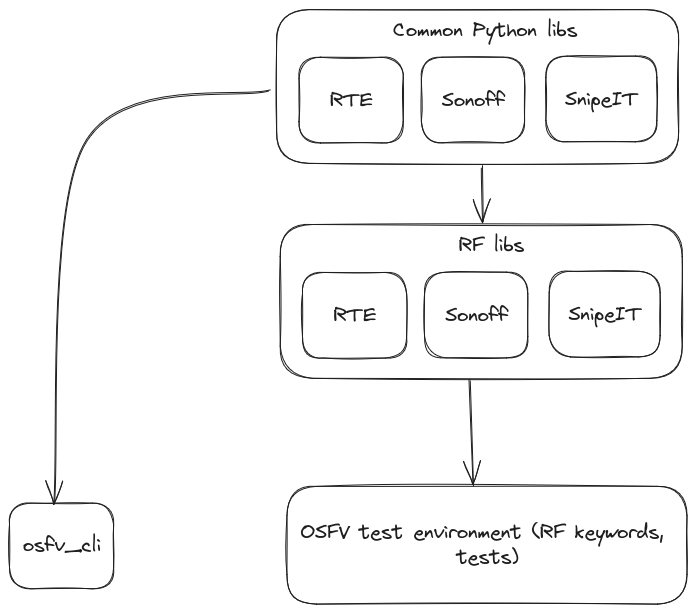 Common Python libs
RTE
Sonoff
SnipeIT
RF libs
RTE
Sonoff
SnipeIT
osfv_cli
OSFV test environment (RF keywords,
tests)